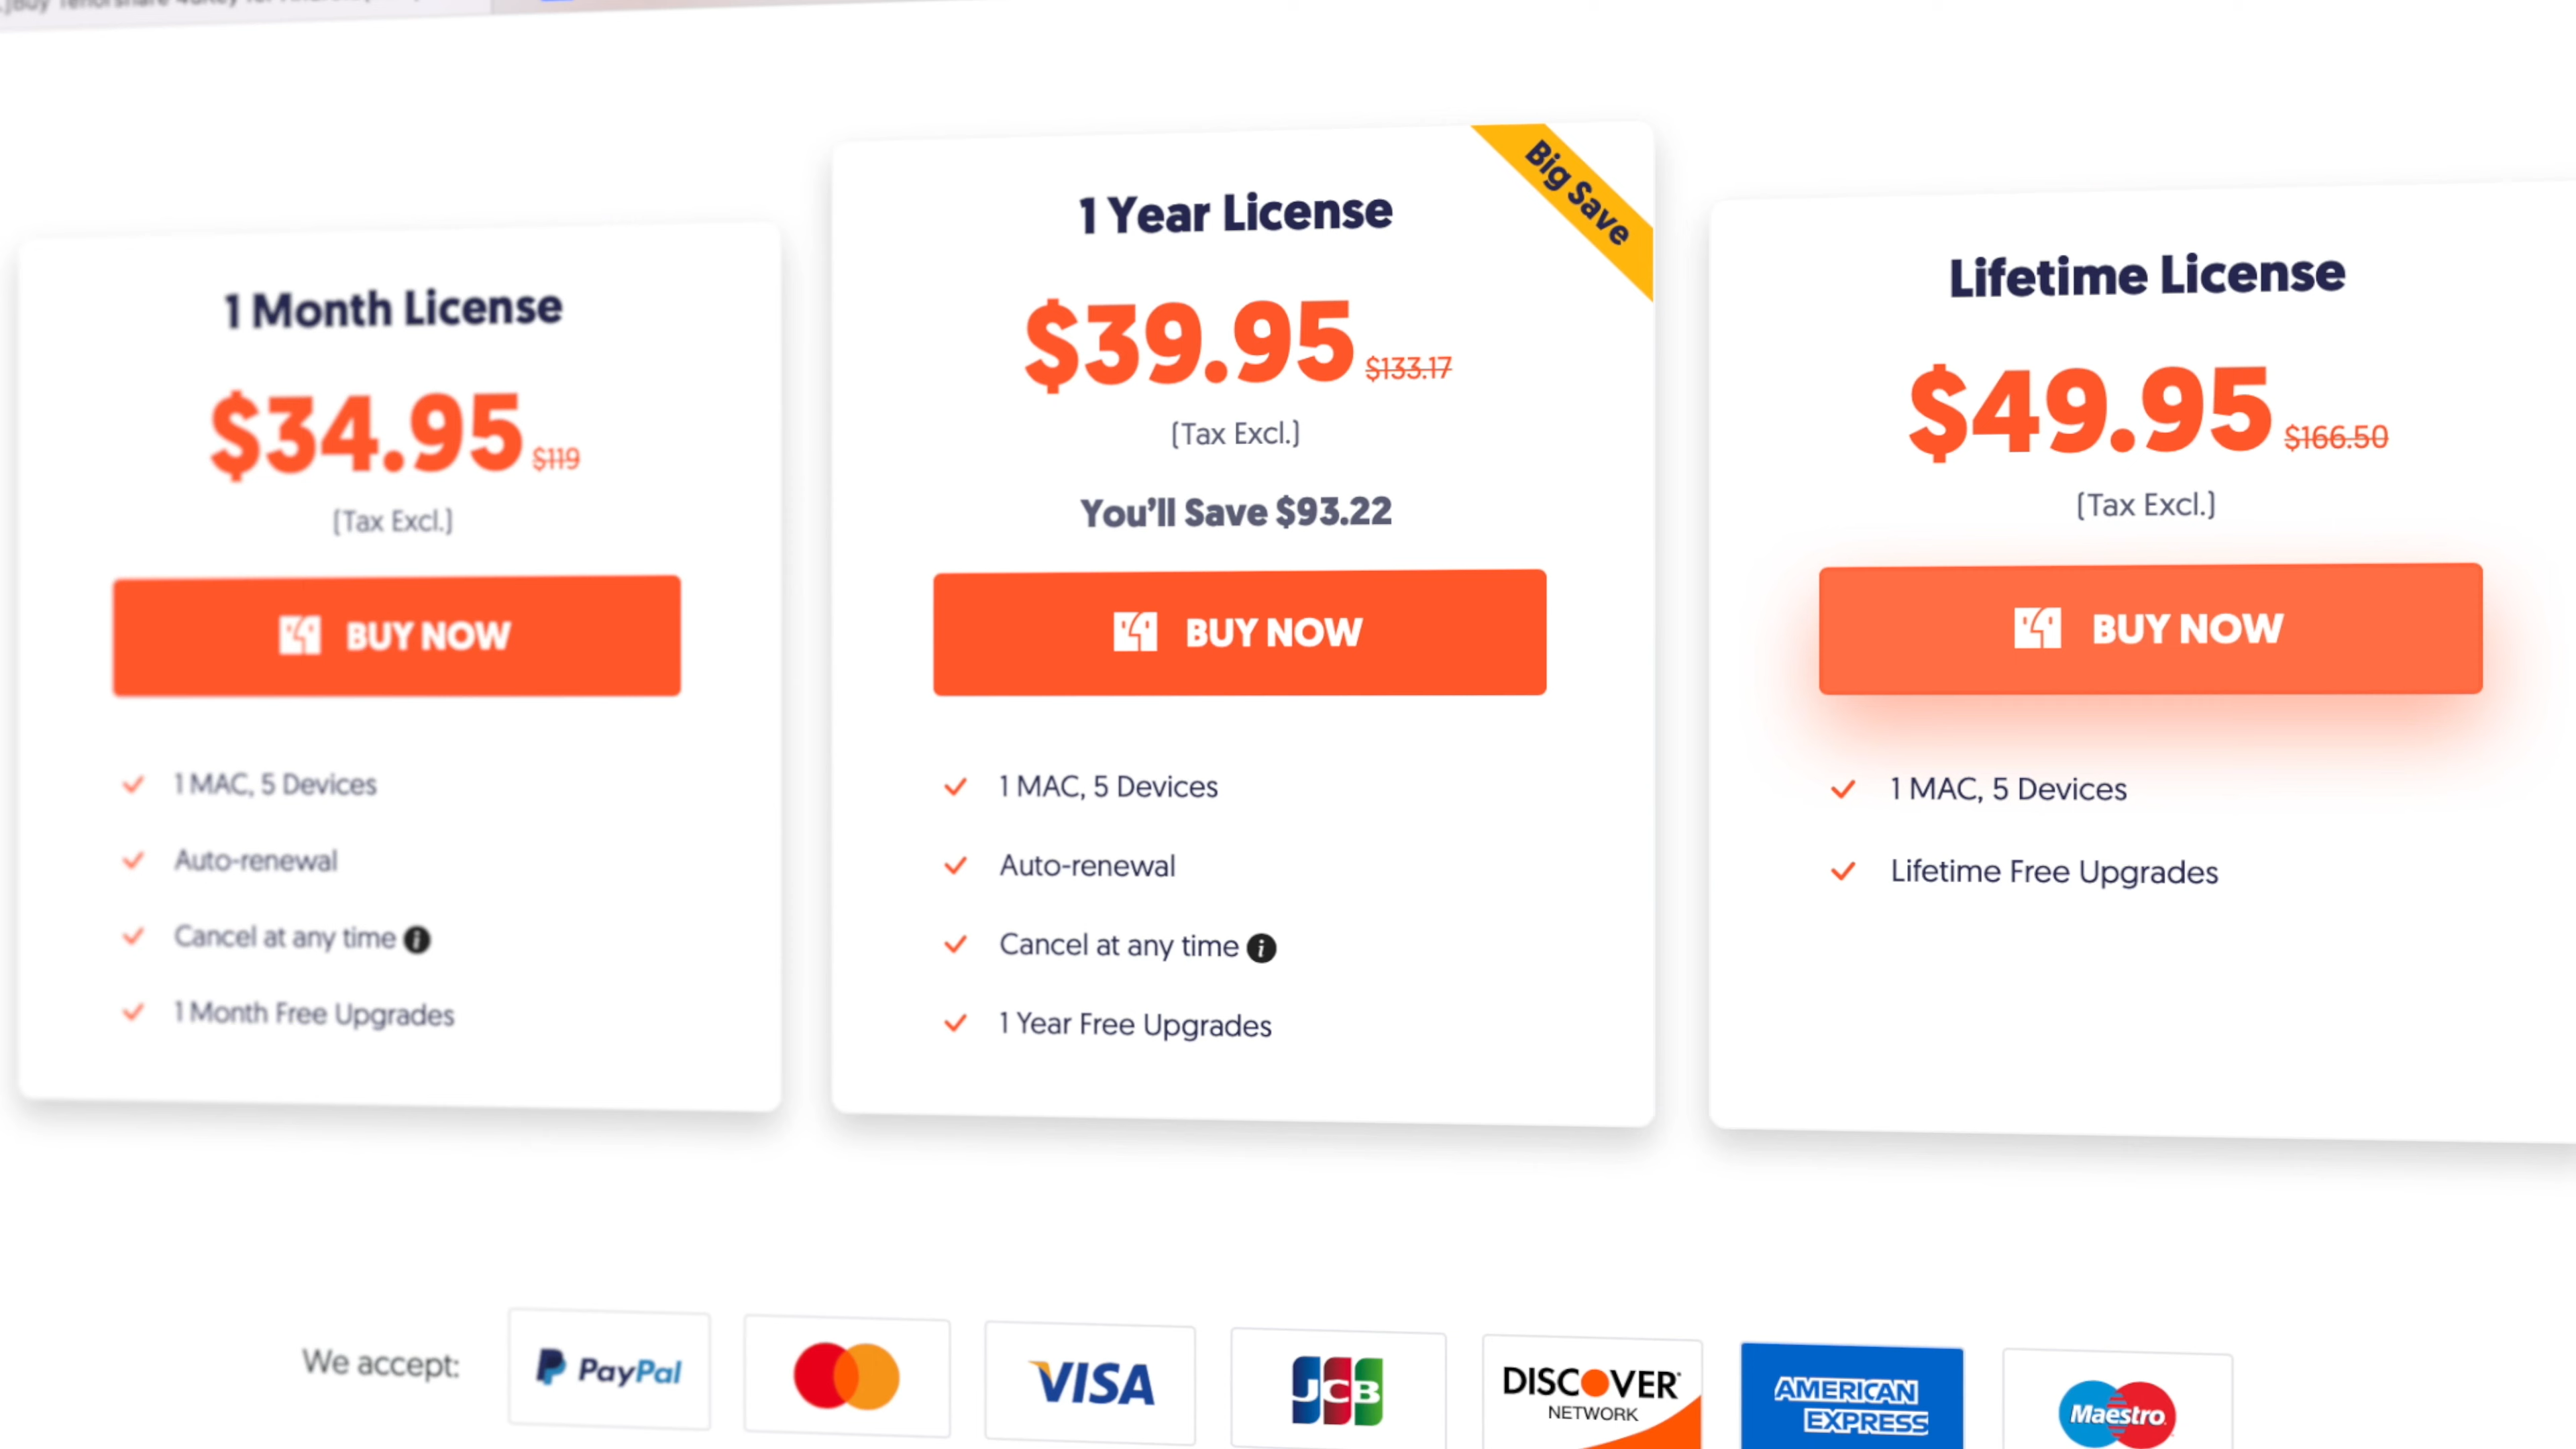 1 Month License
$34.95 $119
(Tax Excl.)
BUY NOW
1 MAC, 5 Devices
Auto-renewal
Cancel at any time i
1 Month Free Upgrades
Big Save
1 Year License
$39.95 $133.17
(Tax Excl.)
You'll Save $93.22
BUY NOW
1 MAC, 5 Devices
Auto-renewal
Cancel at any time i
1 Year Free Upgrades
Lifetime License
$49.95 $166.50
(Tax Excl.)
BUY NOW
1 MAC, 5 Devices
Lifetime Free Upgrades
We accept:
PayPal
VISA
JCB
DISCOVER
NETWORK
AMERICAN
EXPRESS
Maestro